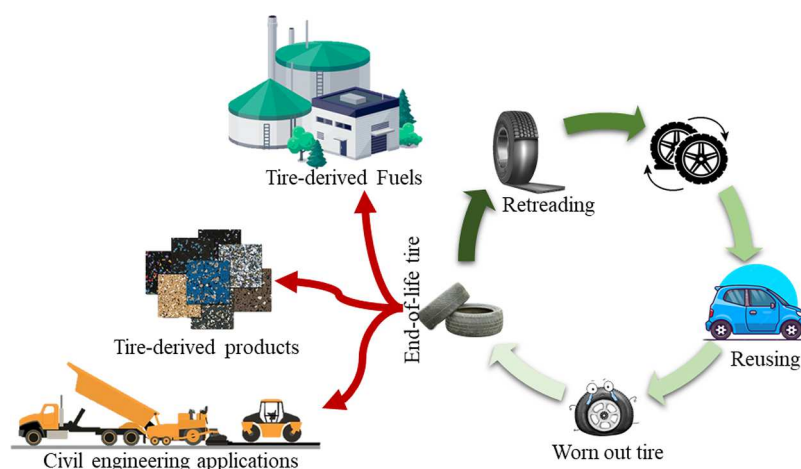 Tire-derived Fuels
Retreading
End-of-life tire
Tire-derived products
Reusing
Worn out tire
Civil engineering applications